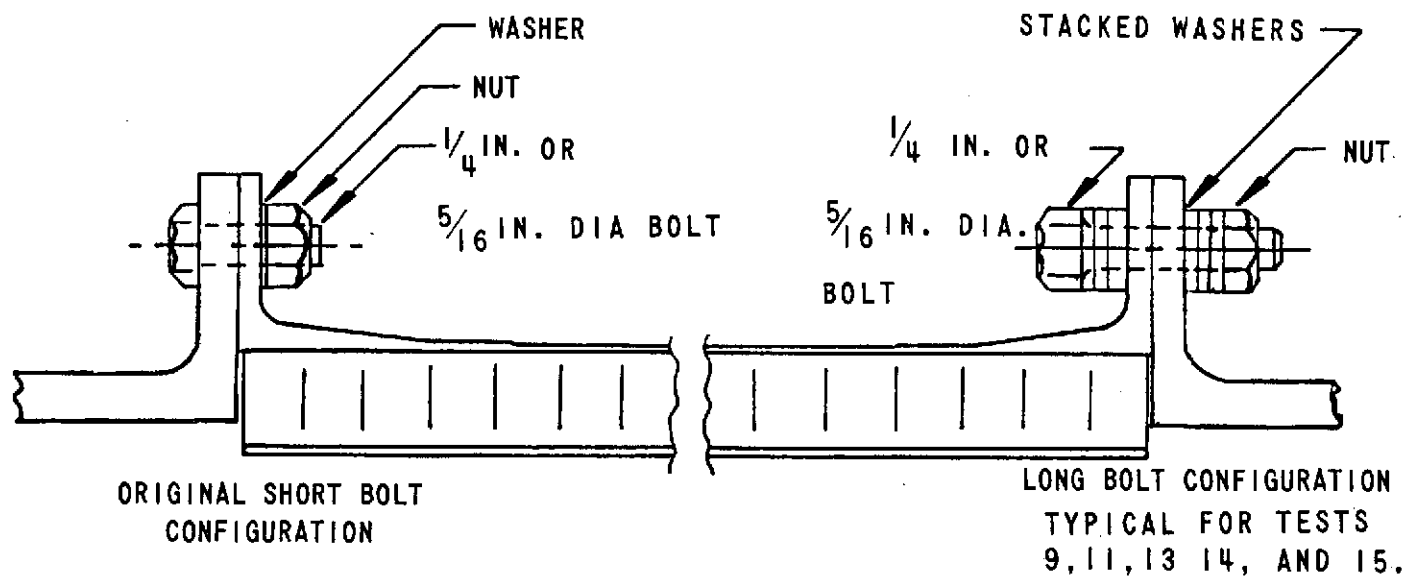 WASHER
NUT
1/4 IN. OR
5/16 IN. DIA BOLT
STACKED WASHERS
1/4 IN. OR
5/16 IN. DIA.
BOLT
NUT
ORIGINAL SHORT BOLT
CONFIGURATION
LONG BOLT CONFIGURATION
TYPICAL FOR TESTS
9,11,13 14, AND 15.